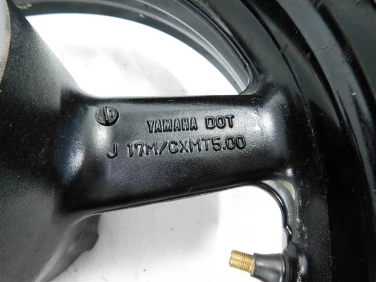 YAMAHA DOT
J 17M/CXMT5.00